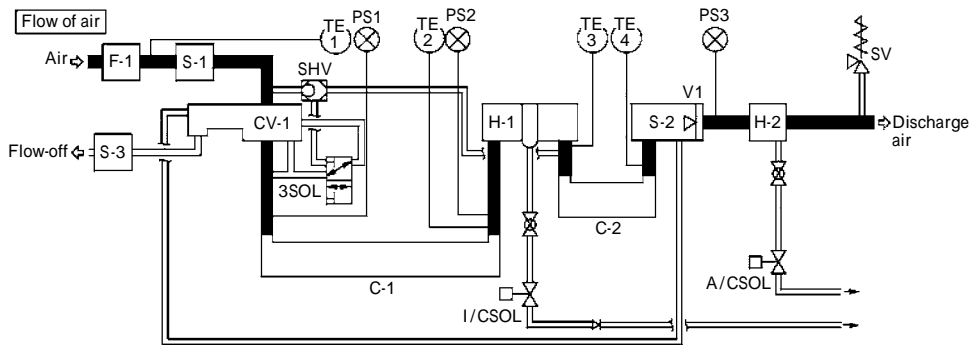 Flow of air
TE
1
PS1
TE
2
PS2
TE
3
TE
4
PS3
SV
Air
F-1
S-1
SHV
V1
CV-1
H-1
S-2
H-2
Discharge
air
Flow-off
S-3
3SOL
C-2
C-1
I/CSOL
A/CSOL